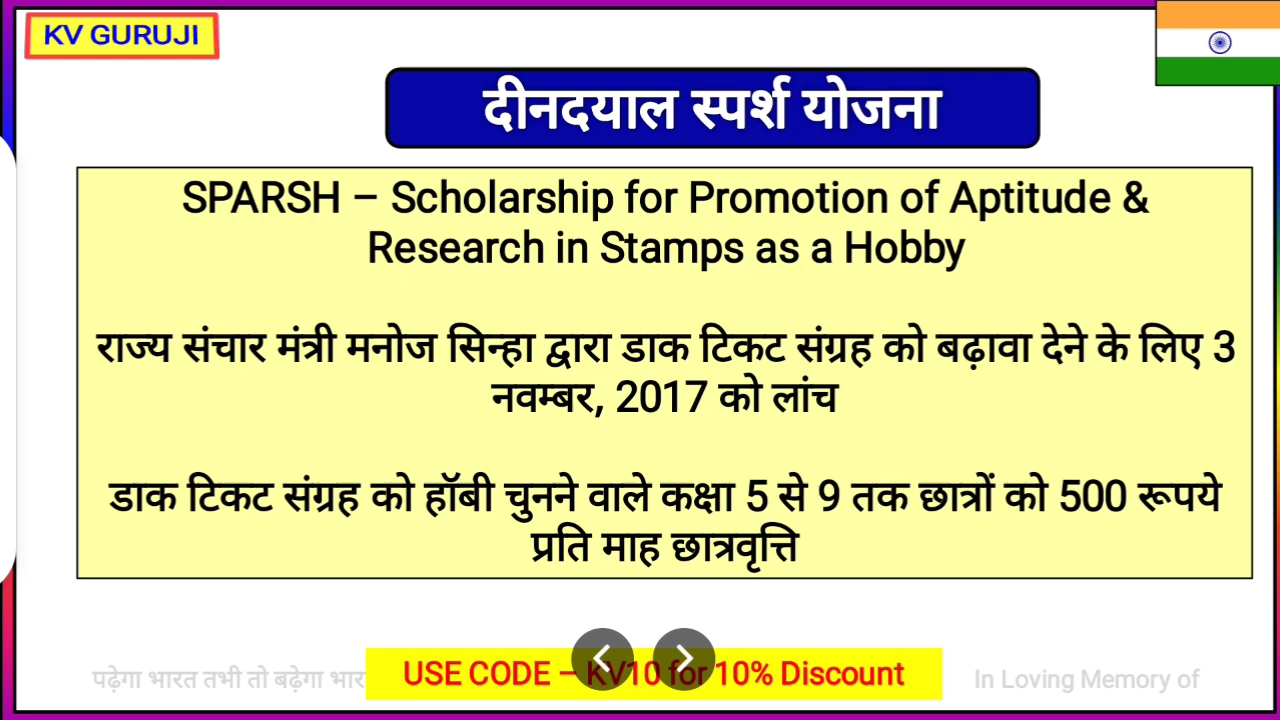 KV GURUJI
दीनदयाल स्पर्श योजना
SPARSH – Scholarship for Promotion of Aptitude &
Research in Stamps as a Hobby
राज्य संचार मंत्री मनोज सिन्हा द्वारा डाक टिकट संग्रह को बढ़ावा देने के लिए 3
नवम्बर, 2017 को लांच
डाक टिकट संग्रह को हॉबी चुनने वाले कक्षा 5 से 9 तक छात्रों को 500 रूपये
प्रति माह छात्रवृत्ति
पढ़ेगा भारत तभी तो बढ़ेगा भार
USE CODE – KV10 for 10% Discount
In Loving Memory of